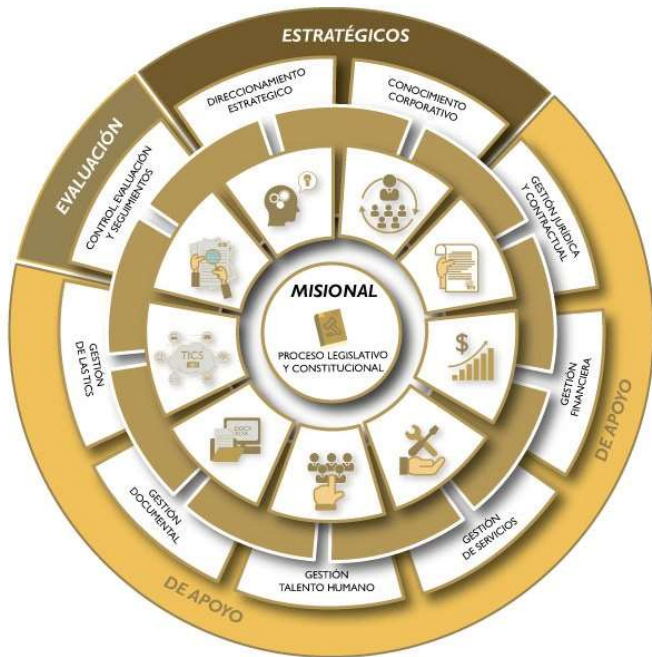 ESTRATÉGICOS
DIRECCIONAMIENTO
ESTRATEGICO
CONOCIMIENTO
CORPORATIVO
EVALUACIÓN
CONTROL, EVALUACIÓN
Y SEGUIMIENTOS
GESTIÓN JURÍDICA
Y CONTRACTUAL
MISIONAL
PROCESO LEGISLATIVO
Y CONSTITUCIONAL
TICS
$
GESTIÓN
DE LAS TICS
GESTIÓN
FINANCIERA
DE APOYO
GESTIÓN
DOCUMENTAL
GESTIÓN
TALENTO HUMANO
GESTIÓN
DE SERVICIOS
DE APOYO